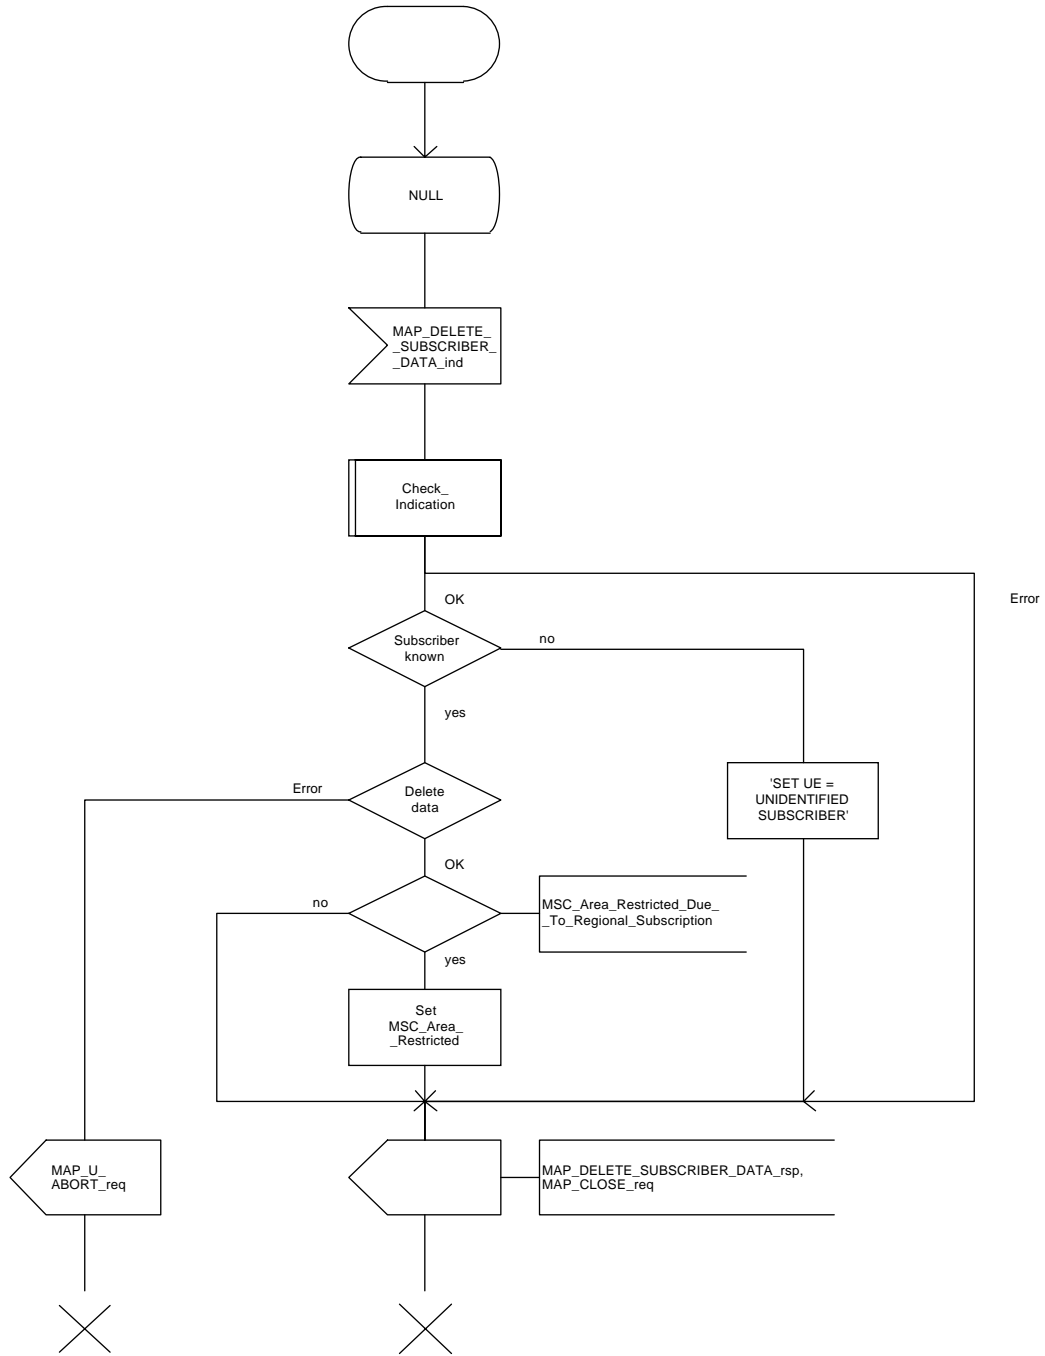 NULL
MAP_DELETE_
_SUBSCRIBER_
_DATA_ind
Check_
Indication
OK
Error
Subscriber
known
no
yes
Error
Delete
data
'SET UE =
UNIDENTIFIED
SUBSCRIBER'
OK
no
MSC_Area_Restricted_Due_
_To_Regional_Subscription
yes
Set
MSC_Area_
_Restricted
MAP_U_
ABORT_req
MAP_DELETE_SUBSCRIBER_DATA_rsp,
MAP_CLOSE_req